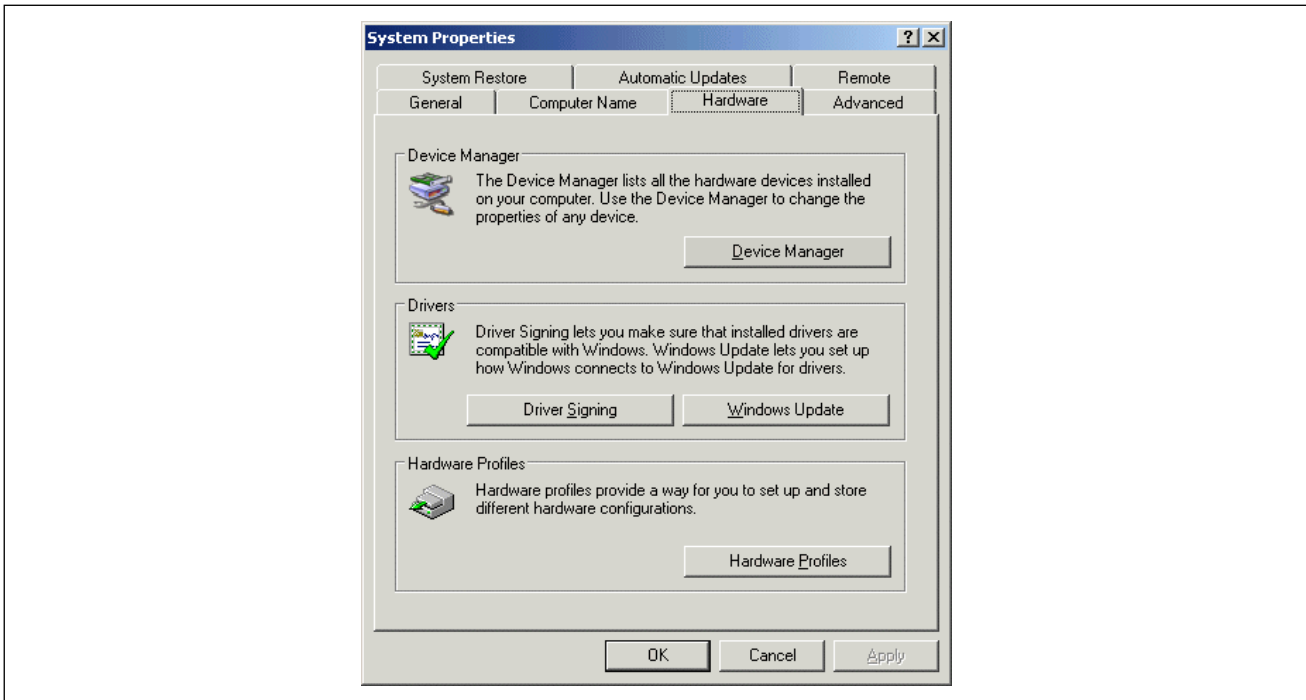 System Properties
System Restore
Automatic Updates
Remote
General
Computer Name
Hardware
Advanced
Device Manager
The Device Manager lists all the hardware devices installed
on your computer. Use the Device Manager to change the
properties of any device.
Device Manager
Drivers
Driver Signing lets you make sure that installed drivers are
compatible with Windows. Windows Update lets you set up
how Windows connects to Windows Update for drivers.
Driver Signing
Windows Update
Hardware Profiles
Hardware profiles provide a way for you to set up and store
different hardware configurations.
Hardware Profiles
OK
Cancel
Apply